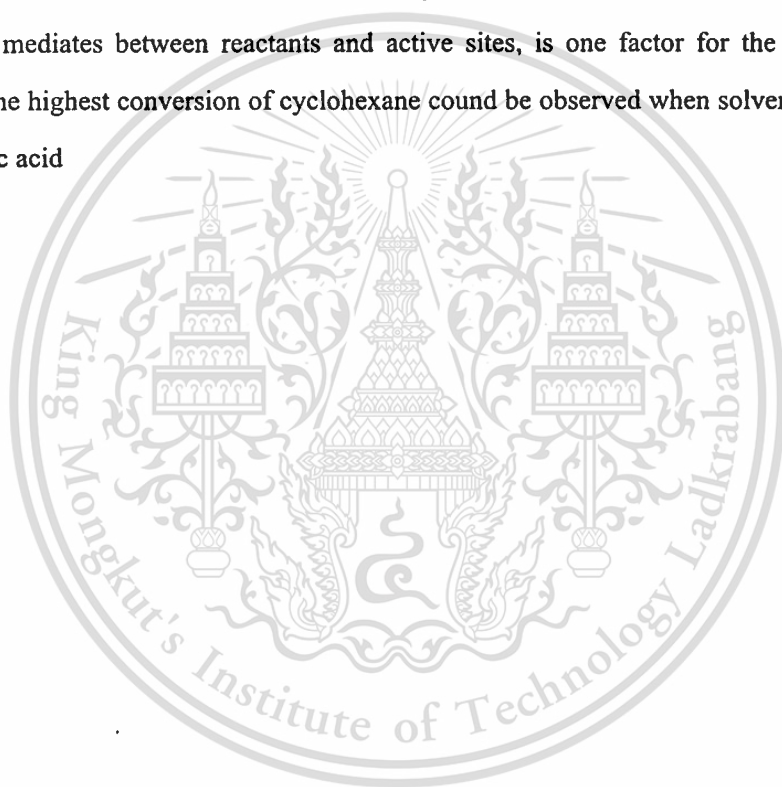 mediates between reactants and active sites, is one factor for the
he highest conversion of cyclohexane cound be observed when solven
c acid
King Mongkut's Institute of Technology Ladkrabang